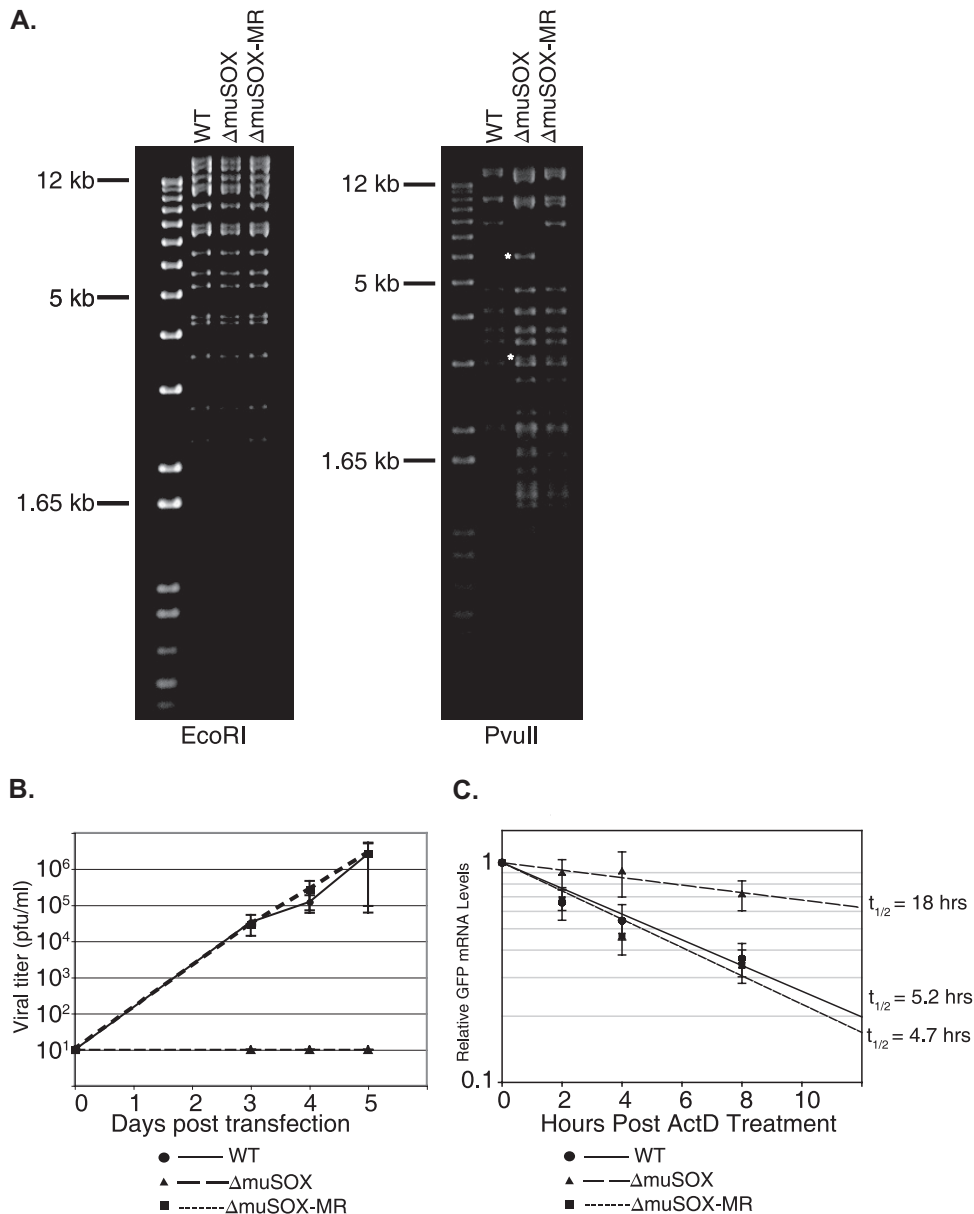 A.
WT
ΔmuSOX
ΔmuSOX-MR
12 kb
5 kb
1.65 kb
EcoRI
WT
ΔmuSOX
ΔmuSOX-MR
12 kb
5 kb
1.65 kb
*
*
PvuII
B.
Viral titer (pfu/ml)
10⁶
10⁵
10⁴
10³
10²
10¹
0 1 2 3 4 5
Days post transfection
WT
ΔmuSOX
ΔmuSOX-MR
C.
Relative GFP mRNA Levels
1
0.1
t1/2 = 18 hrs
t1/2 = 5.2 hrs
t1/2 = 4.7 hrs
0 2 4 6 8 10
Hours Post ActD Treatment
WT
ΔmuSOX
ΔmuSOX-MR